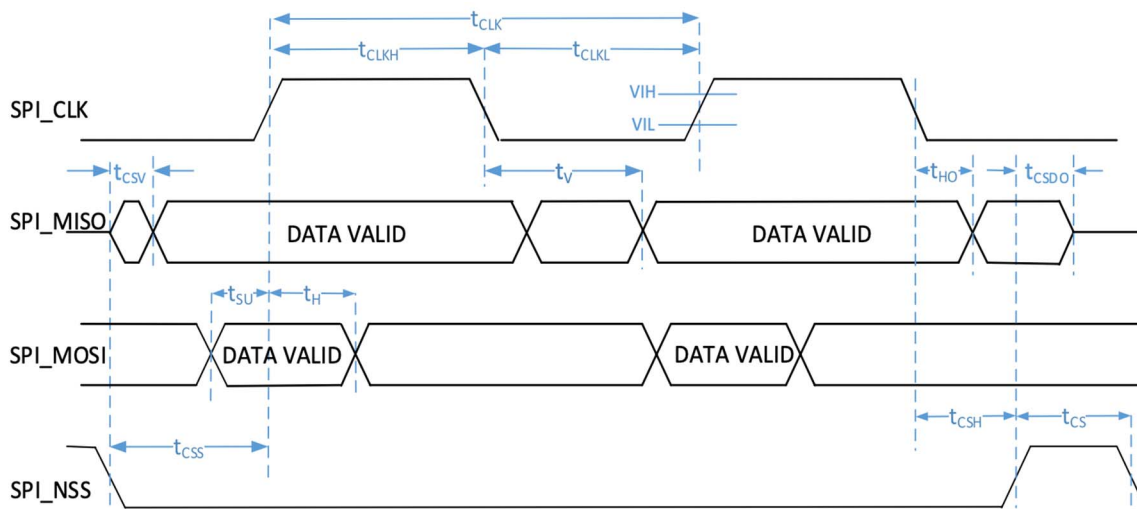 tCLK
tCLKH
tCLKL
SPI_CLK
VIH
VIL
tCSV
tV
tHO
tCSDO
SPI_MISO
DATA VALID
DATA VALID
tSU
tH
SPI_MOSI
DATA VALID
DATA VALID
tCSS
tCSH
tCS
SPI_NSS